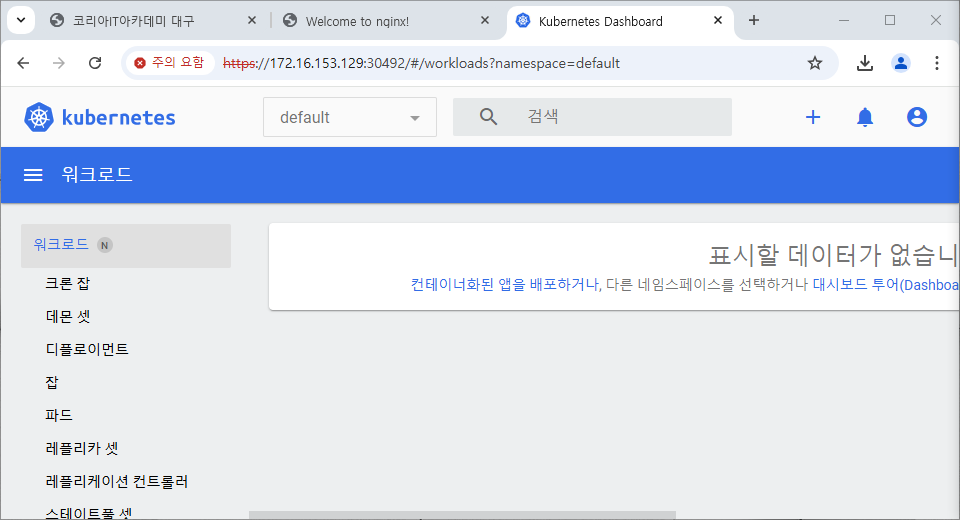 코리아IT아카데미 대구
Welcome to nginx!
Kubernetes Dashboard
주의 요함
https://172.16.153.129:30492/#/workloads?namespace=default
kubernetes
default
검색
워크로드
워크로드 N
표시할 데이터가 없습니
컨테이너화된 앱을 배포하거나, 다른 네임스페이스를 선택하거나 대시보드 투어(Dashboa
크론 잡
데몬 셋
디플로이먼트
잡
파드
레플리카 셋
레플리케이션 컨트롤러
스테이트풀 셋